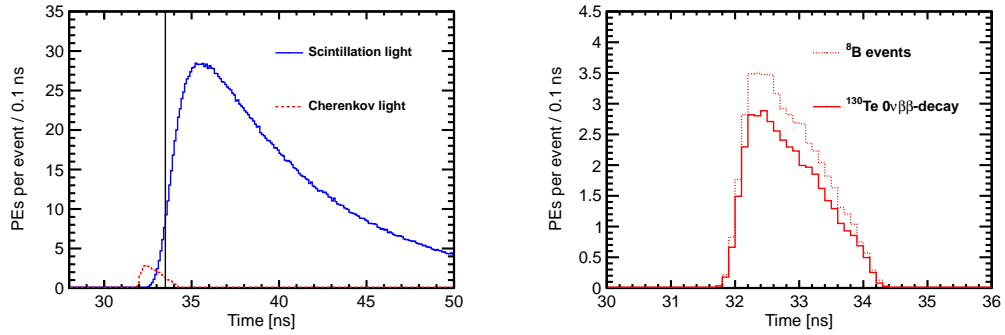 PEs per event / 0.1 ns
35
30
25
20
15
10
5
0
Scintillation light
Cherenkov light
30 35 40 45 50
Time [ns]
PEs per event / 0.1 ns
4.5
4
3.5
3
2.5
2
1.5
1
0.5
0
⁸B events
¹³⁰Te 0νββ-decay
30 31 32 33 34 35 36
Time [ns]